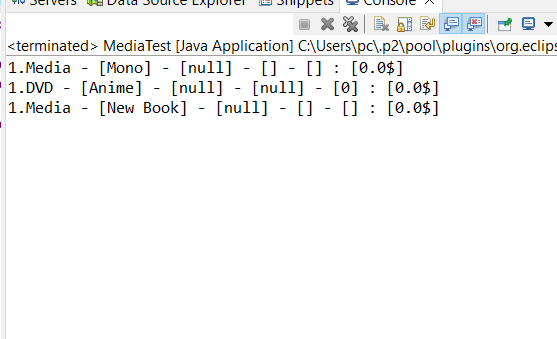 Servers Data Source Explorer Snippets Console
<terminated> MediaTest [Java Application] C:\Users\pc\.p2\pool\plugins\org.eclips
1.Media - [Mono] - [null] - [] - [] : [0.0$]
1.DVD - [Anime] - [null] - [null] - [0] : [0.0$]
1.Media - [New Book] - [null] - [] - [] : [0.0$]